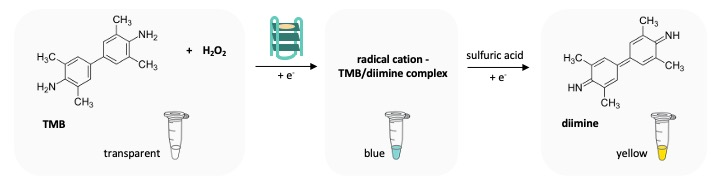 CH₃
NH₂
H₃C
CH₃
H₂N
CH₃
+ H₂O₂
TMB
transparent
+ e⁻
radical cation -
TMB/diimine complex
blue
sulfuric acid
+ e⁻
CH₃
NH
H₃C
CH₃
HN
CH₃
diimine
yellow